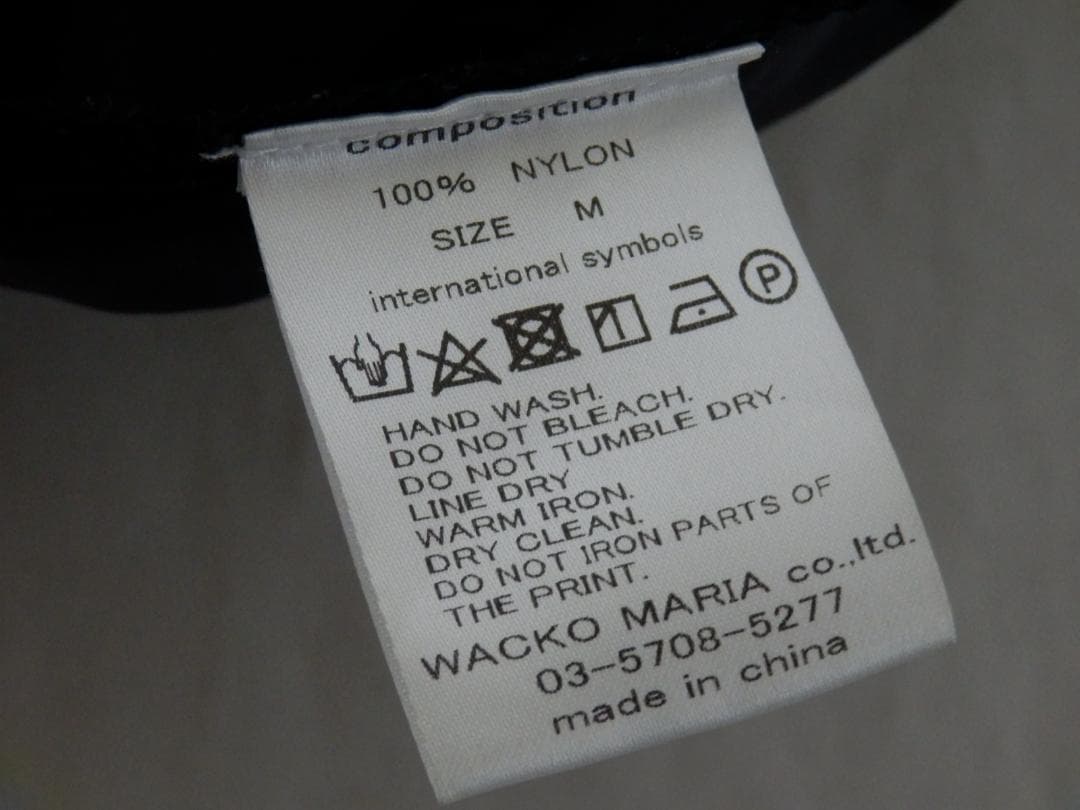 composition
100% NYLON
SIZE M
international symbols
P
HAND WASH.
DO NOT BLEACH.
DO NOT TUMBLE DRY.
LINE DRY
WARM IRON.
DRY CLEAN.
DO NOT IRON PARTS OF
THE PRINT.
WACKO MARIA co.,ltd.
03-5708-5277
made in china